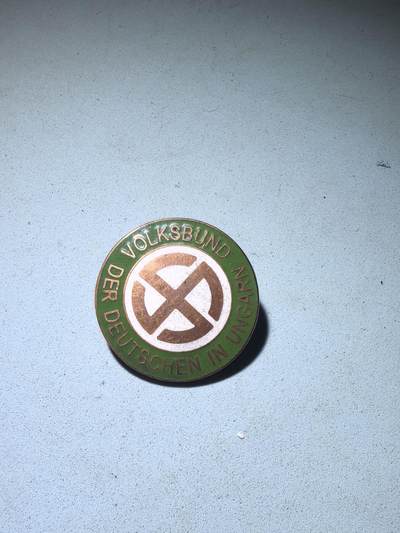 VOLKSBUND
DER DEUTSCHEN IN UNGARN